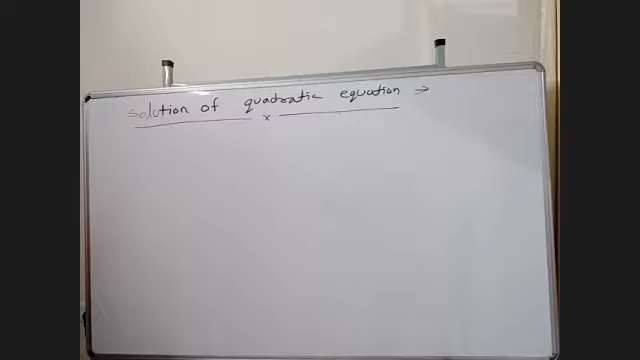 solution of quadratic equation →
x